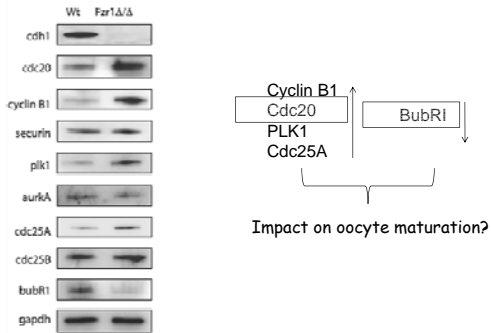 Wt Fzr1Δ/Δ
cdh1
cdc20
cyclin B1
securin
plk1
aurkA
cdc25A
cdc25B
bubR1
gapdh
Cyclin B1
Cdc20
PLK1
Cdc25A
BubRI
Impact on oocyte maturation?